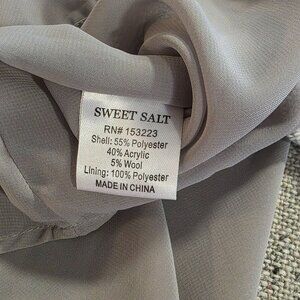 SWEET SALT
RN# 153223
Shell: 55% Polyester
40% Acrylic
5% Wool
Lining: 100% Polyester
MADE IN CHINA